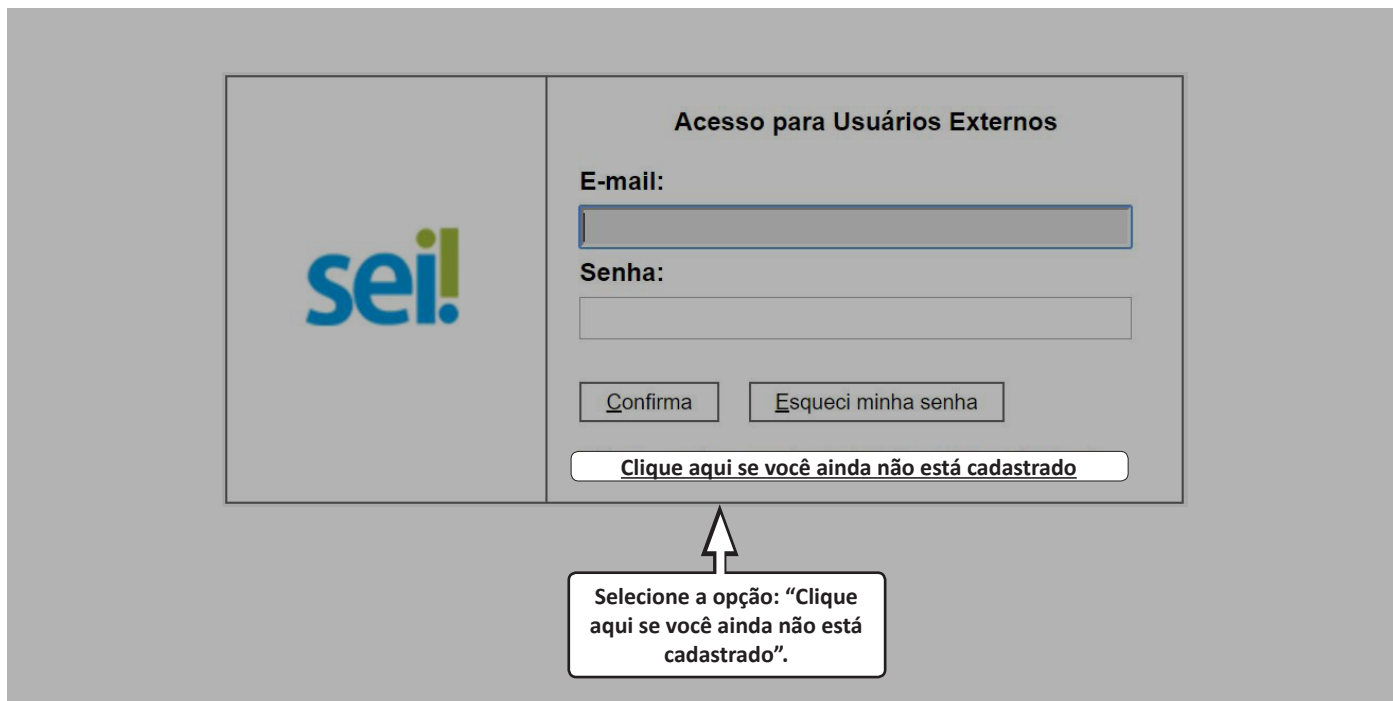 Acesso para Usuários Externos
E-mail:
sei!
Senha:
Confirma Esqueci minha senha
Clique aqui se você ainda não está cadastrado
Selecione a opção: “Clique
aqui se você ainda não está
cadastrado”.